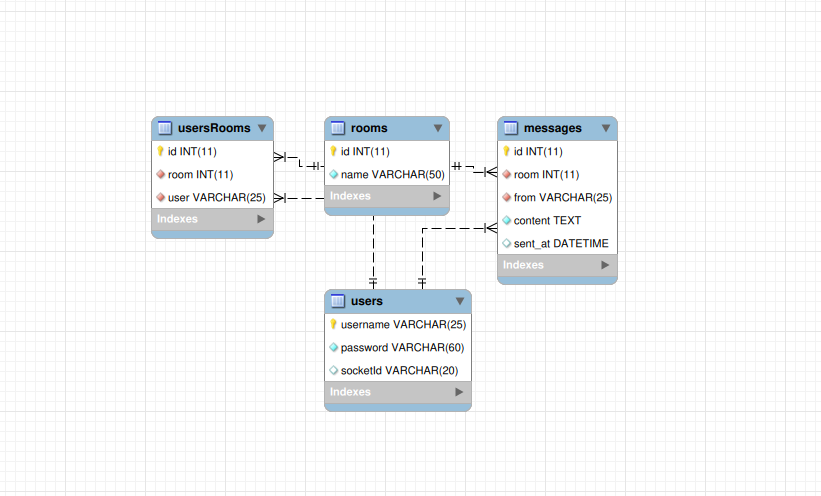 usersRooms
id INT(11)
room INT(11)
user VARCHAR(25)
Indexes
rooms
id INT(11)
name VARCHAR(50)
Indexes
messages
id INT(11)
room INT(11)
from VARCHAR(25)
content TEXT
sent_at DATETIME
Indexes
users
username VARCHAR(25)
password VARCHAR(60)
socketId VARCHAR(20)
Indexes